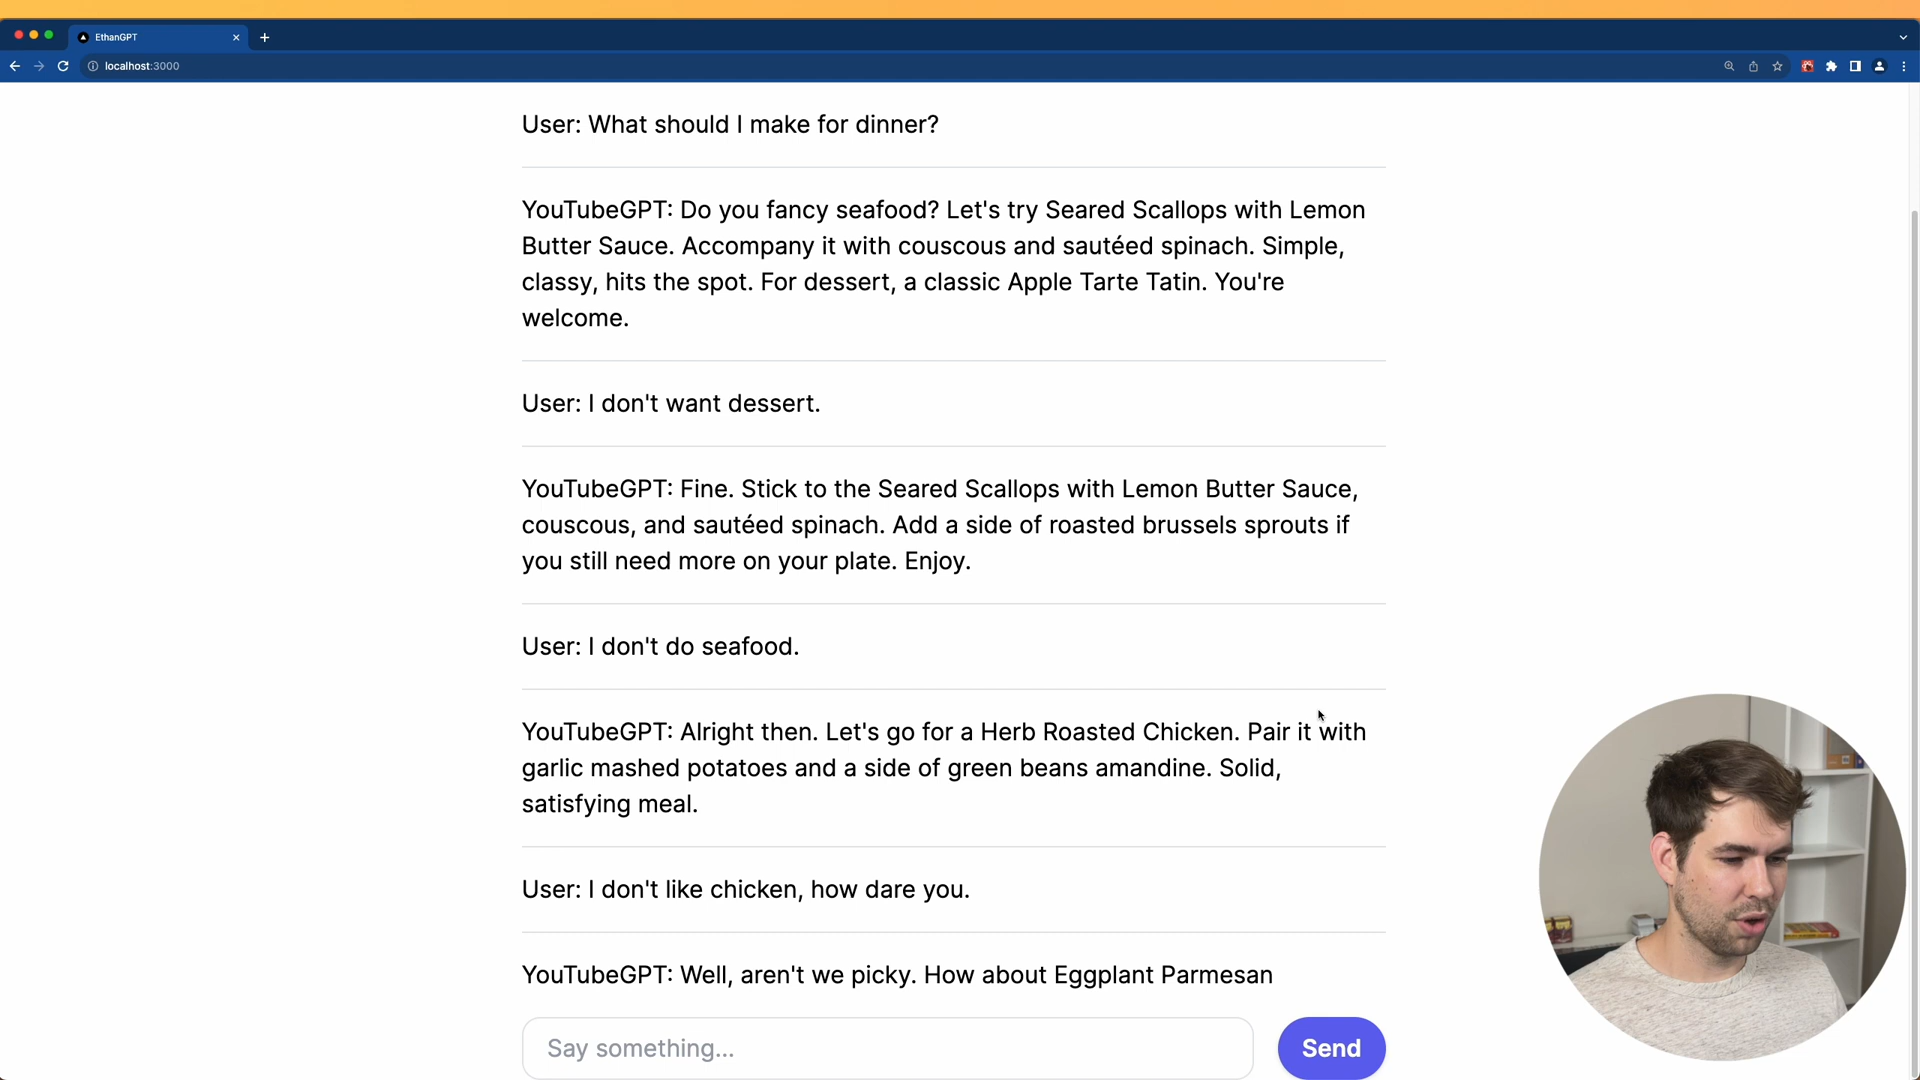 EthanGPT
localhost:3000
User: What should I make for dinner?
YouTubeGPT: Do you fancy seafood? Let's try Seared Scallops with Lemon
Butter Sauce. Accompany it with couscous and sautéed spinach. Simple,
classy, hits the spot. For dessert, a classic Apple Tarte Tatin. You're
welcome.
User: I don't want dessert.
YouTubeGPT: Fine. Stick to the Seared Scallops with Lemon Butter Sauce,
couscous, and sautéed spinach. Add a side of roasted brussels sprouts if
you still need more on your plate. Enjoy.
User: I don't do seafood.
YouTubeGPT: Alright then. Let's go for a Herb Roasted Chicken. Pair it with
garlic mashed potatoes and a side of green beans amandine. Solid,
satisfying meal.
User: I don't like chicken, how dare you.
YouTubeGPT: Well, aren't we picky. How about Eggplant Parmesan
Say something...
Send